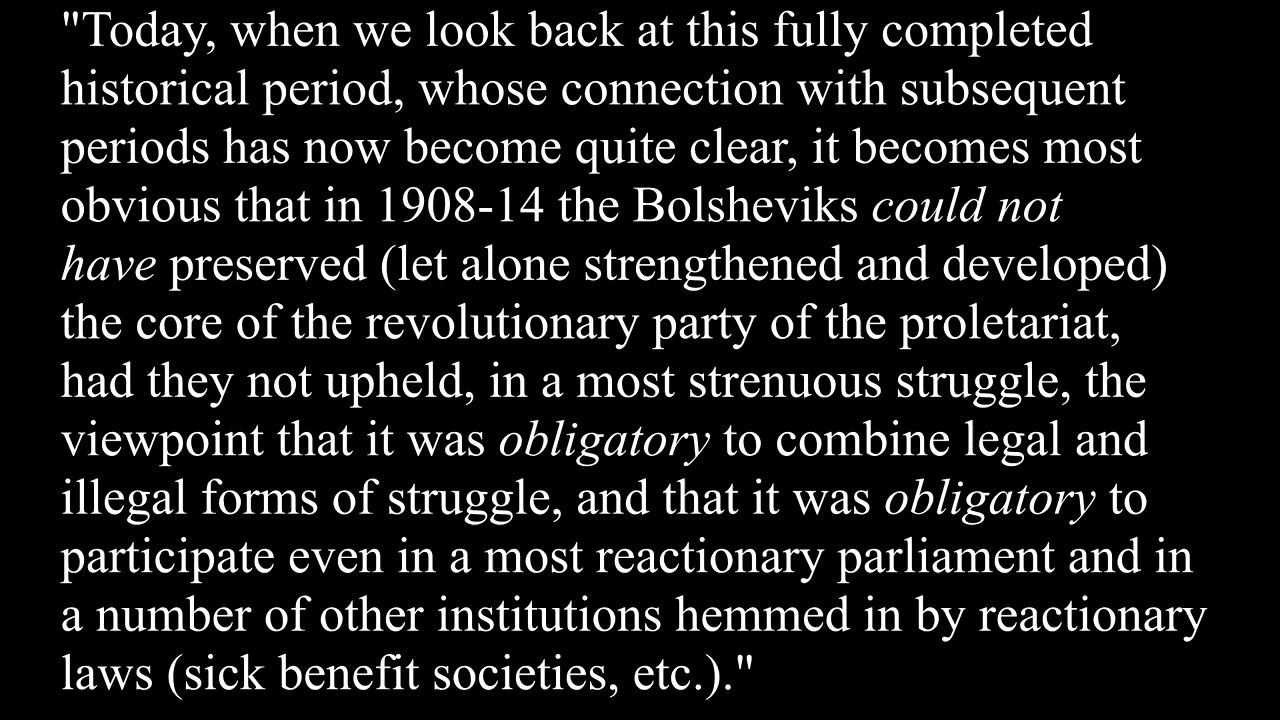 "Today, when we look back at this fully completed
historical period, whose connection with subsequent
periods has now become quite clear, it becomes most
obvious that in 1908-14 the Bolsheviks could not
have preserved (let alone strengthened and developed)
the core of the revolutionary party of the proletariat,
had they not upheld, in a most strenuous struggle, the
viewpoint that it was obligatory to combine legal and
illegal forms of struggle, and that it was obligatory to
participate even in a most reactionary parliament and in
a number of other institutions hemmed in by reactionary
laws (sick benefit societies, etc.)."